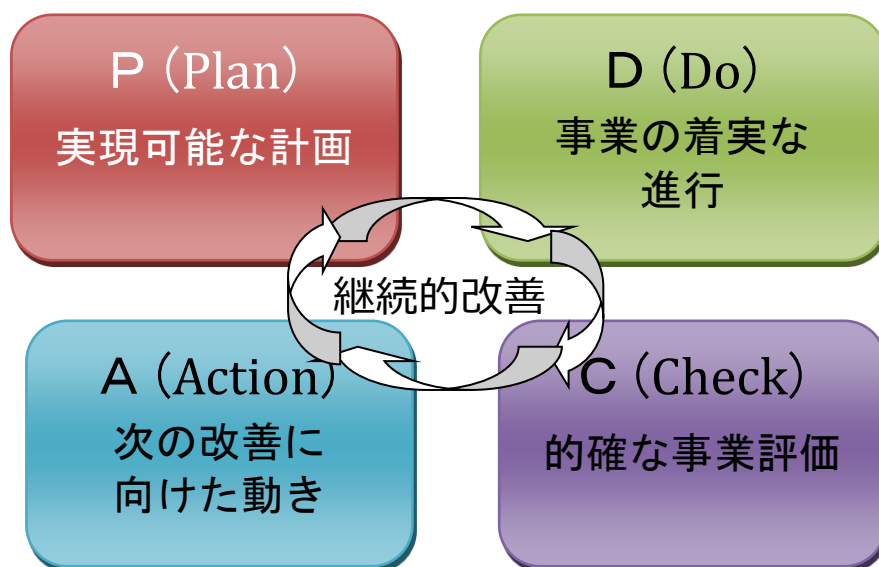 P (Plan)
実現可能な計画
D (Do)
事業の着実な
進行
継続的改善
A (Action)
次の改善に
向けた動き
C (Check)
的確な事業評価